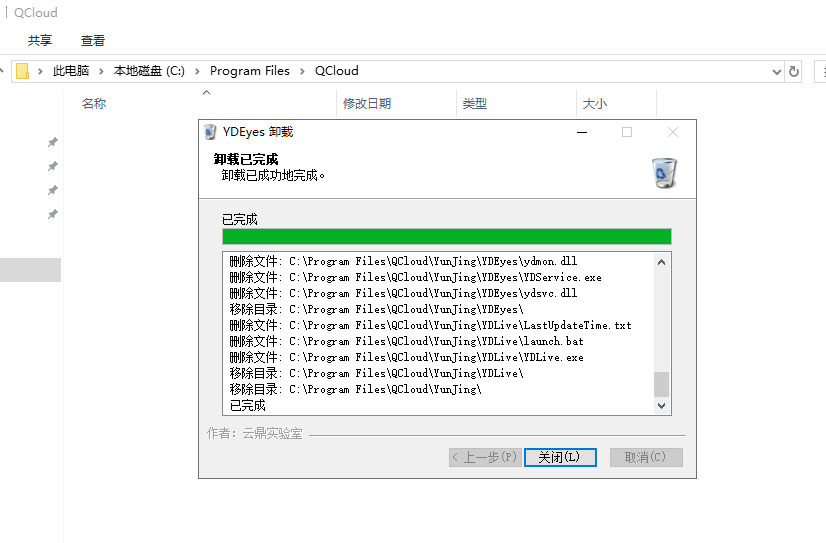 QCloud
共享 查看
此电脑 本地磁盘 (C:) Program Files QCloud
名称 修改日期 类型 大小
YDEyes 卸载
卸载已完成
卸载已成功地完成。
已完成
删除文件: C:\Program Files\QCloud\YunJing\YDEyes\ydmon.dll
删除文件: C:\Program Files\QCloud\YunJing\YDEyes\YDService.exe
删除文件: C:\Program Files\QCloud\YunJing\YDEyes\ydsvc.dll
移除目录: C:\Program Files\QCloud\YunJing\YDEyes\
删除文件: C:\Program Files\QCloud\YunJing\YDLive\LastUpdateTime.txt
删除文件: C:\Program Files\QCloud\YunJing\YDLive\launch.bat
删除文件: C:\Program Files\QCloud\YunJing\YDLive\YDLive.exe
移除目录: C:\Program Files\QCloud\YunJing\YDLive\
移除目录: C:\Program Files\QCloud\YunJing\
已完成
作者: 云鼎实验室
< 上一步(P) 关闭(L) 取消(C)